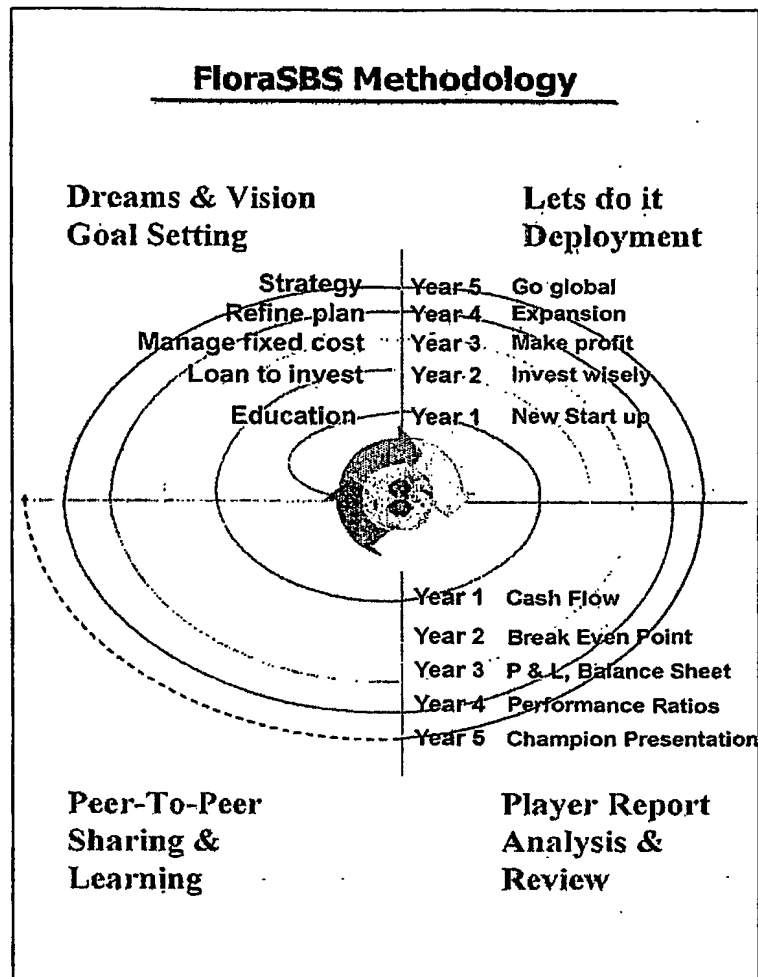 FloraSBS Methodology
Dreams & Vision
Goal Setting
Lets do it
Deployment
Strategy Year 5 Go global
Refine plan Year 4 Expansion
Manage fixed cost Year 3 Make profit
Loan to invest Year 2 Invest wisely
Education Year 1 New Start up
Year 1 Cash Flow
Year 2 Break Even Point
Year 3 P & L, Balance Sheet
Year 4 Performance Ratios
Year 5 Champion Presentation
Peer-To-Peer
Sharing &
Learning
Player Report
Analysis &
Review